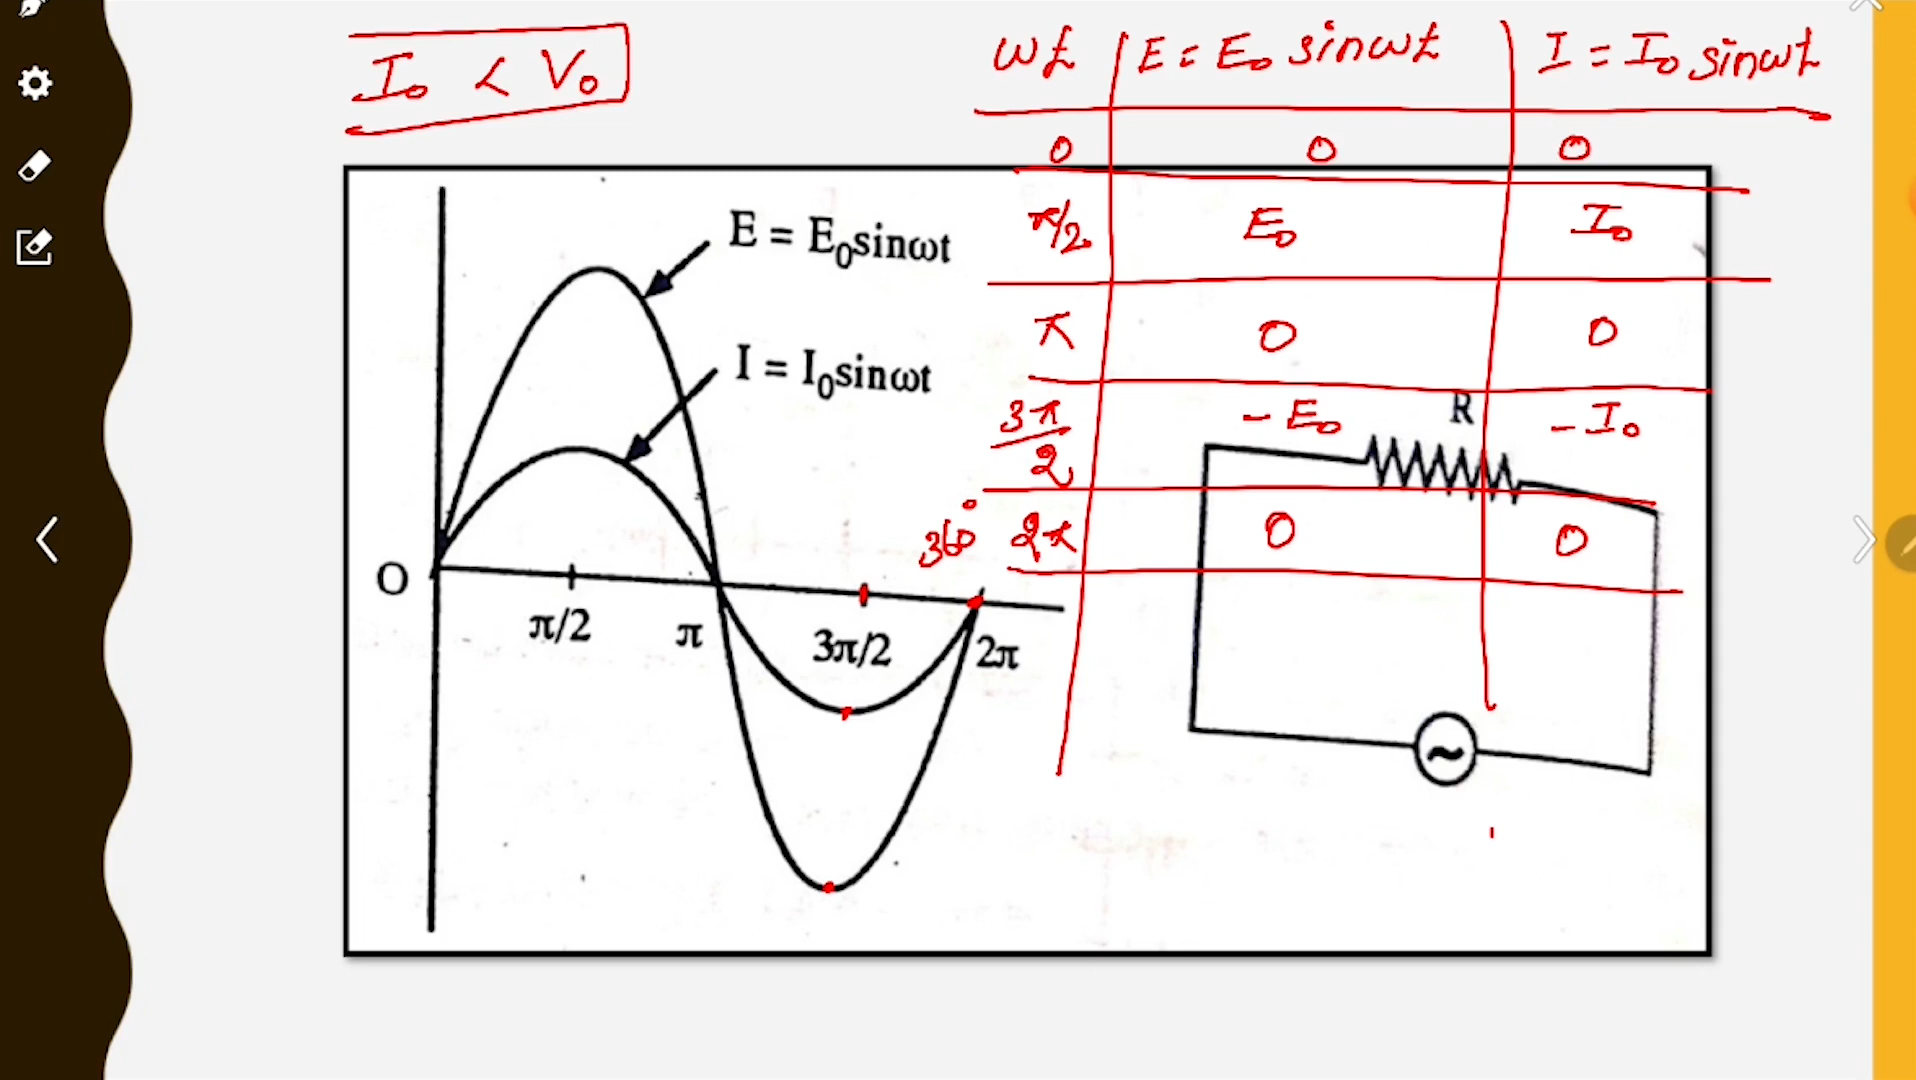 I₀ < V₀
ωt | E = E₀ sinωt | I = I₀ sinωt
0 | 0 | 0
π/2 | E₀ | I₀
π | 0 | 0
3π/2 | -E₀ | -I₀
360° 2π | 0 | 0
E = E₀sinωt
I = I₀sinωt
O
π/2
π
3π/2
2π
R
~